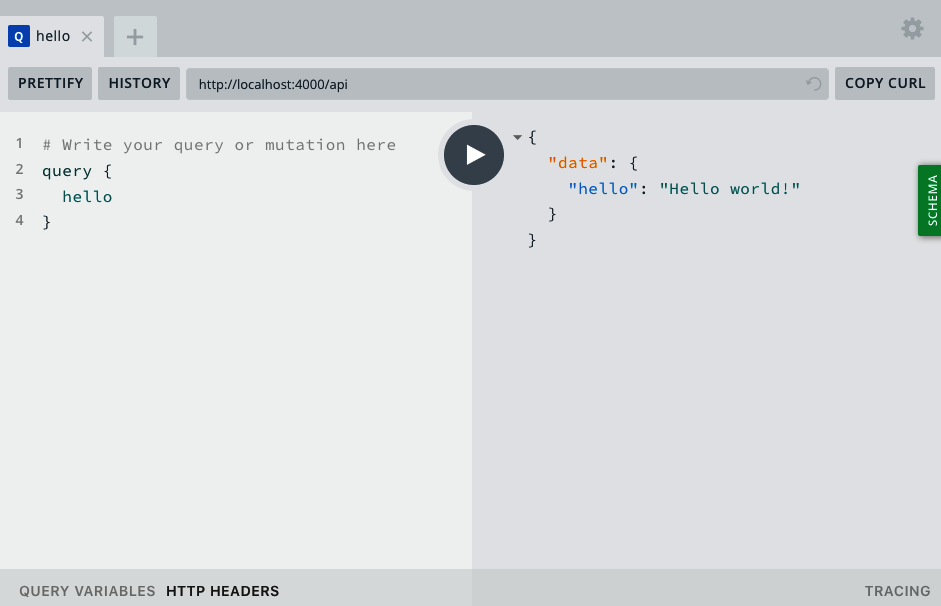 Q hello
PRETTIFY HISTORY http://localhost:4000/api COPY CURL
1 # Write your query or mutation here
2 query {
3 hello
4 }
{
"data": {
"hello": "Hello world!"
}
}
SCHEMA
QUERY VARIABLES HTTP HEADERS TRACING